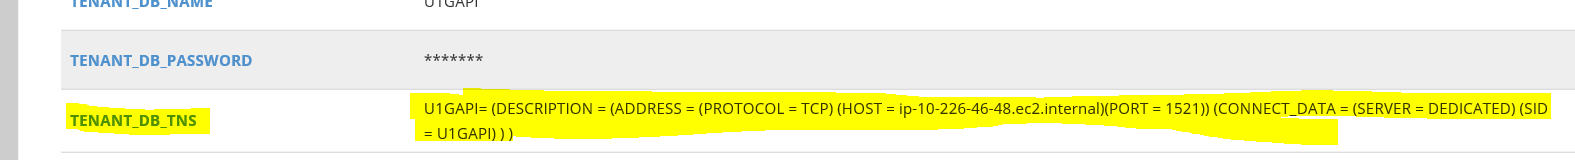 TENANT_DB_NAME U1GAPI
TENANT_DB_PASSWORD *******
TENANT_DB_TNS U1GAPI= (DESCRIPTION = (ADDRESS = (PROTOCOL = TCP) (HOST = ip-10-226-46-48.ec2.internal)(PORT = 1521)) (CONNECT_DATA = (SERVER = DEDICATED) (SID
= U1GAPI) ) )